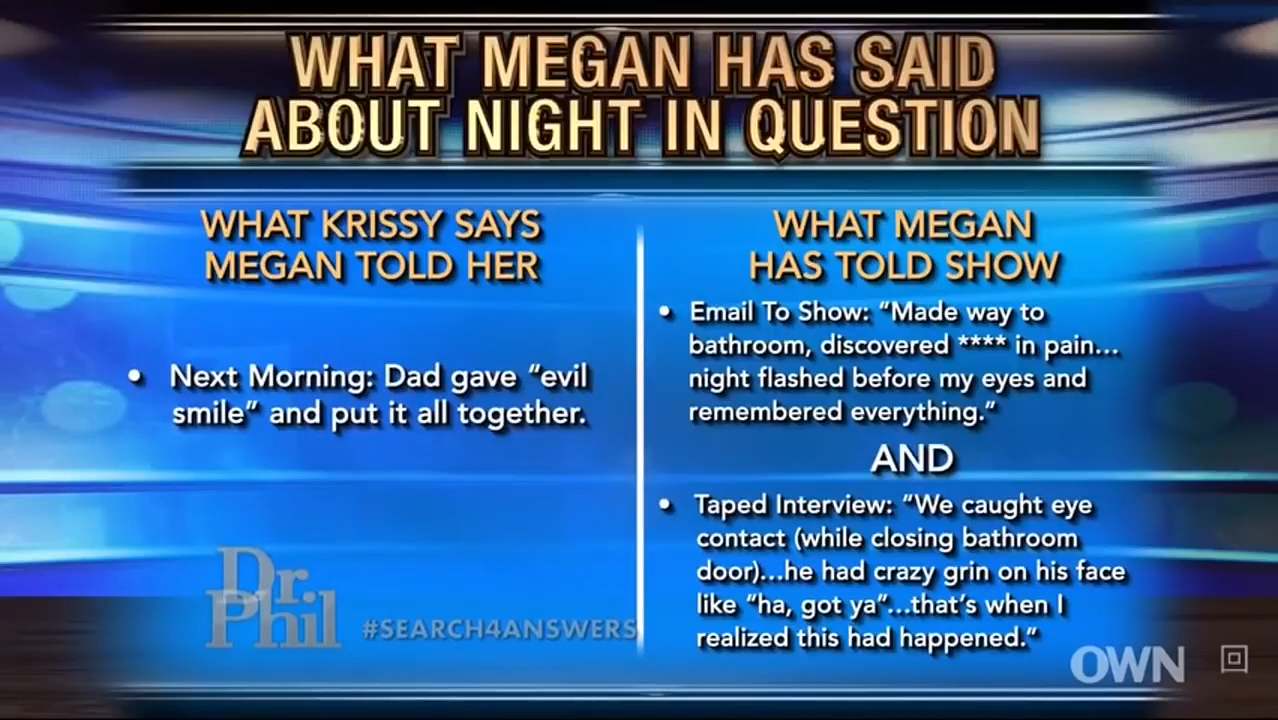 WHAT MEGAN HAS SAID
ABOUT NIGHT IN QUESTION
WHAT KRISSY SAYS
MEGAN TOLD HER
• Next Morning: Dad gave “evil
smile” and put it all together.
WHAT MEGAN
HAS TOLD SHOW
• Email To Show: “Made way to
bathroom, discovered **** in pain...
night flashed before my eyes and
remembered everything.”
AND
• Taped Interview: “We caught eye
contact (while closing bathroom
door)...he had crazy grin on his face
like “ha, got ya”...that’s when I
realized this had happened.”
Dr.
Phil
#SEARCH4ANSWERS
OWN